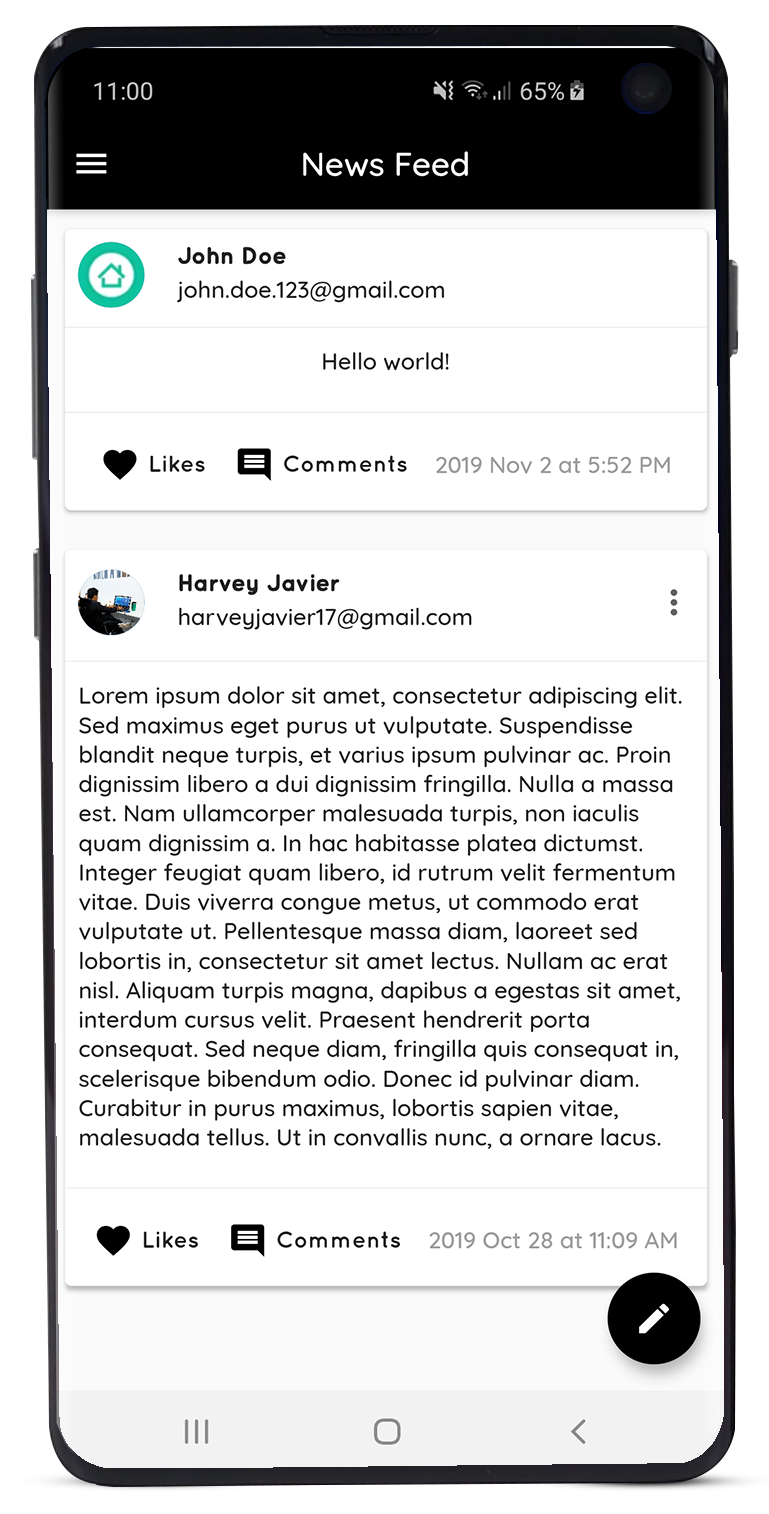 11:00 65%
News Feed
John Doe
john.doe.123@gmail.com
Hello world!
Likes Comments 2019 Nov 2 at 5:52 PM
Harvey Javier
harveyjavier17@gmail.com
Lorem ipsum dolor sit amet, consectetur adipiscing elit.
Sed maximus eget purus ut vulputate. Suspendisse
blandit neque turpis, et varius ipsum pulvinar ac. Proin
dignissim libero a dui dignissim fringilla. Nulla a massa
est. Nam ullamcorper malesuada turpis, non iaculis
quam dignissim a. In hac habitasse platea dictumst.
Integer feugiat quam libero, id rutrum velit fermentum
vitae. Duis viverra congue metus, ut commodo erat
vulputate ut. Pellentesque massa diam, laoreet sed
lobortis in, consectetur sit amet lectus. Nullam ac erat
nisl. Aliquam turpis magna, dapibus a egestas sit amet,
interdum cursus velit. Praesent hendrerit porta
consequat. Sed neque diam, fringilla quis consequat in,
scelerisque bibendum odio. Donec id pulvinar diam.
Curabitur in purus maximus, lobortis sapien vitae,
malesuada tellus. Ut in convallis nunc, a ornare lacus.
Likes Comments 2019 Oct 28 at 11:09 AM